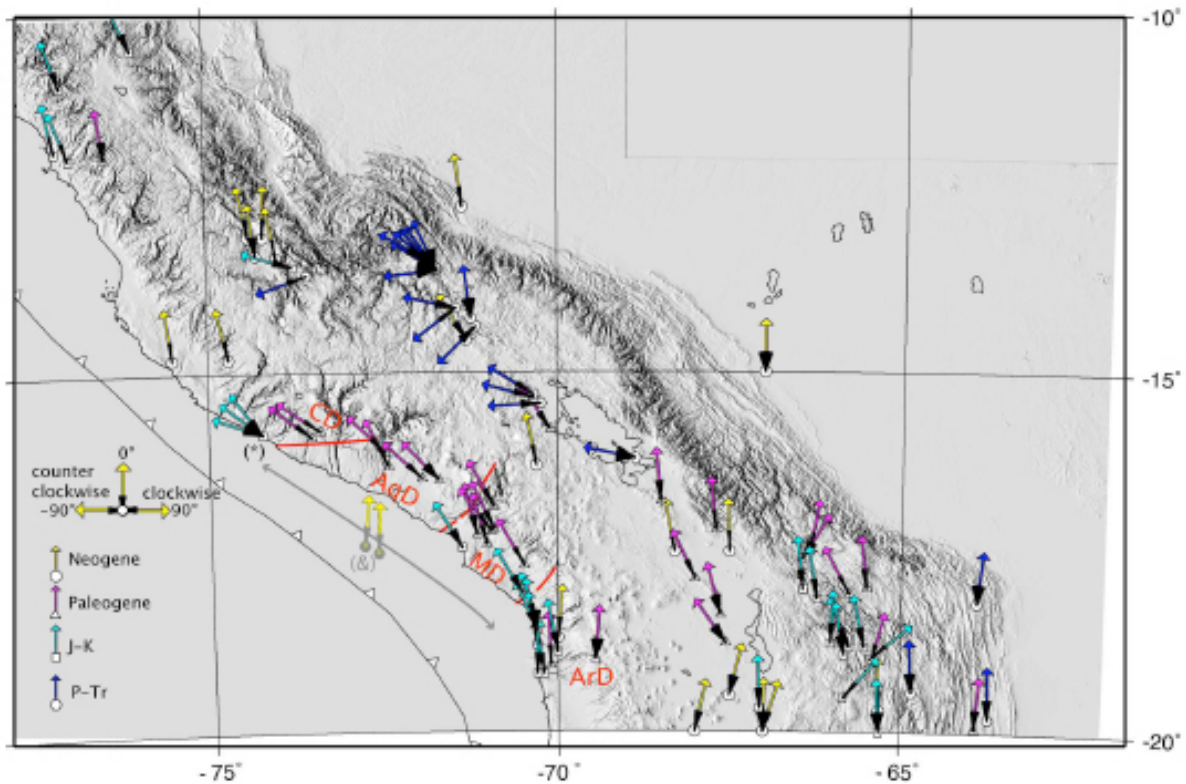 -10°
-15°
CD
(*)
0°
counter
clockwise
clockwise
-90°
90°
AqD
(&)
MD
Neogene
Paleogene
J-K
P-Tr
ArD
-20°
-75°
-70°
-65°